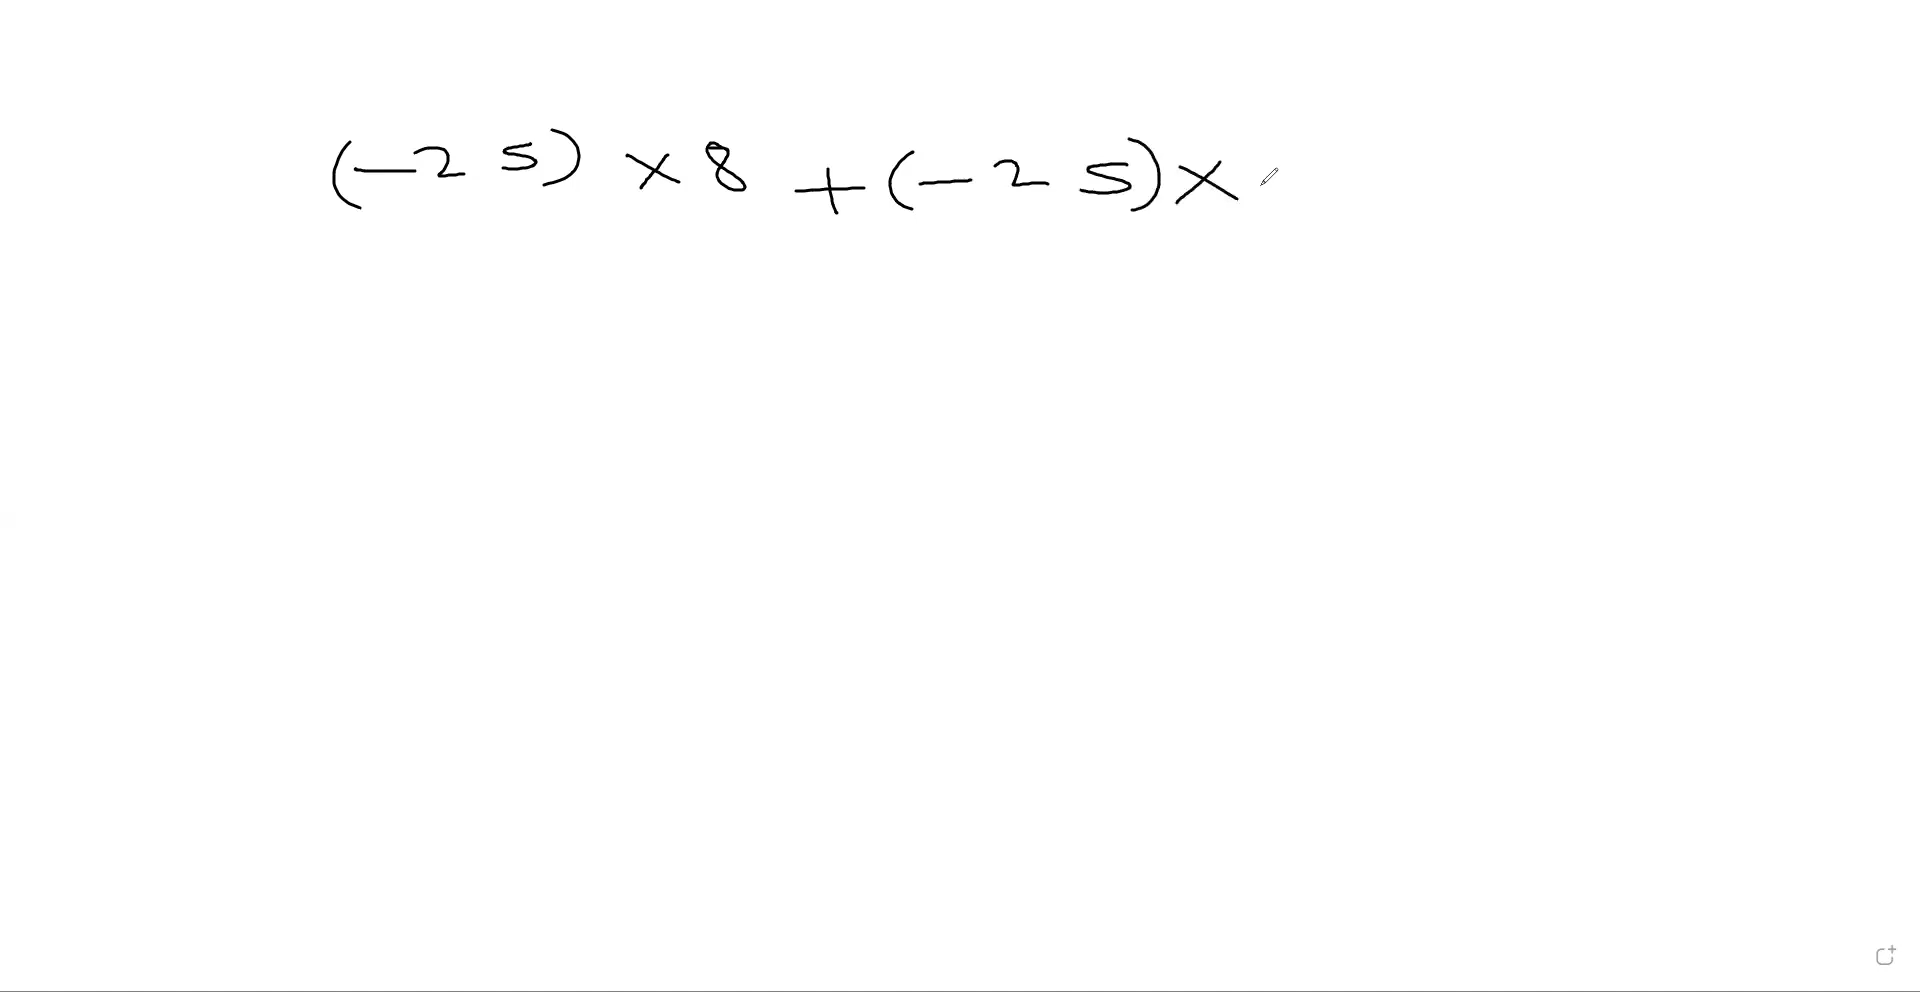 (-25) × 8 + (-25) ×